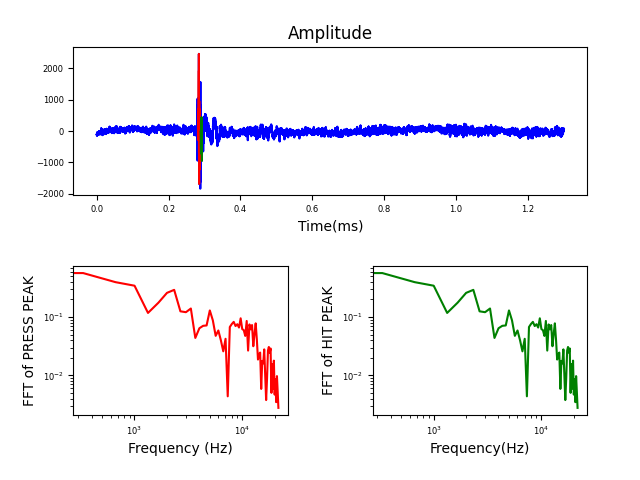 Amplitude
2000
1000
0
−1000
−2000
0.0 0.2 0.4 0.6 0.8 1.0 1.2
Time(ms)
FFT of PRESS PEAK
10⁻¹
10⁻²
10³ 10⁴
Frequency (Hz)
FFT of HIT PEAK
10⁻¹
10⁻²
10³ 10⁴
Frequency(Hz)